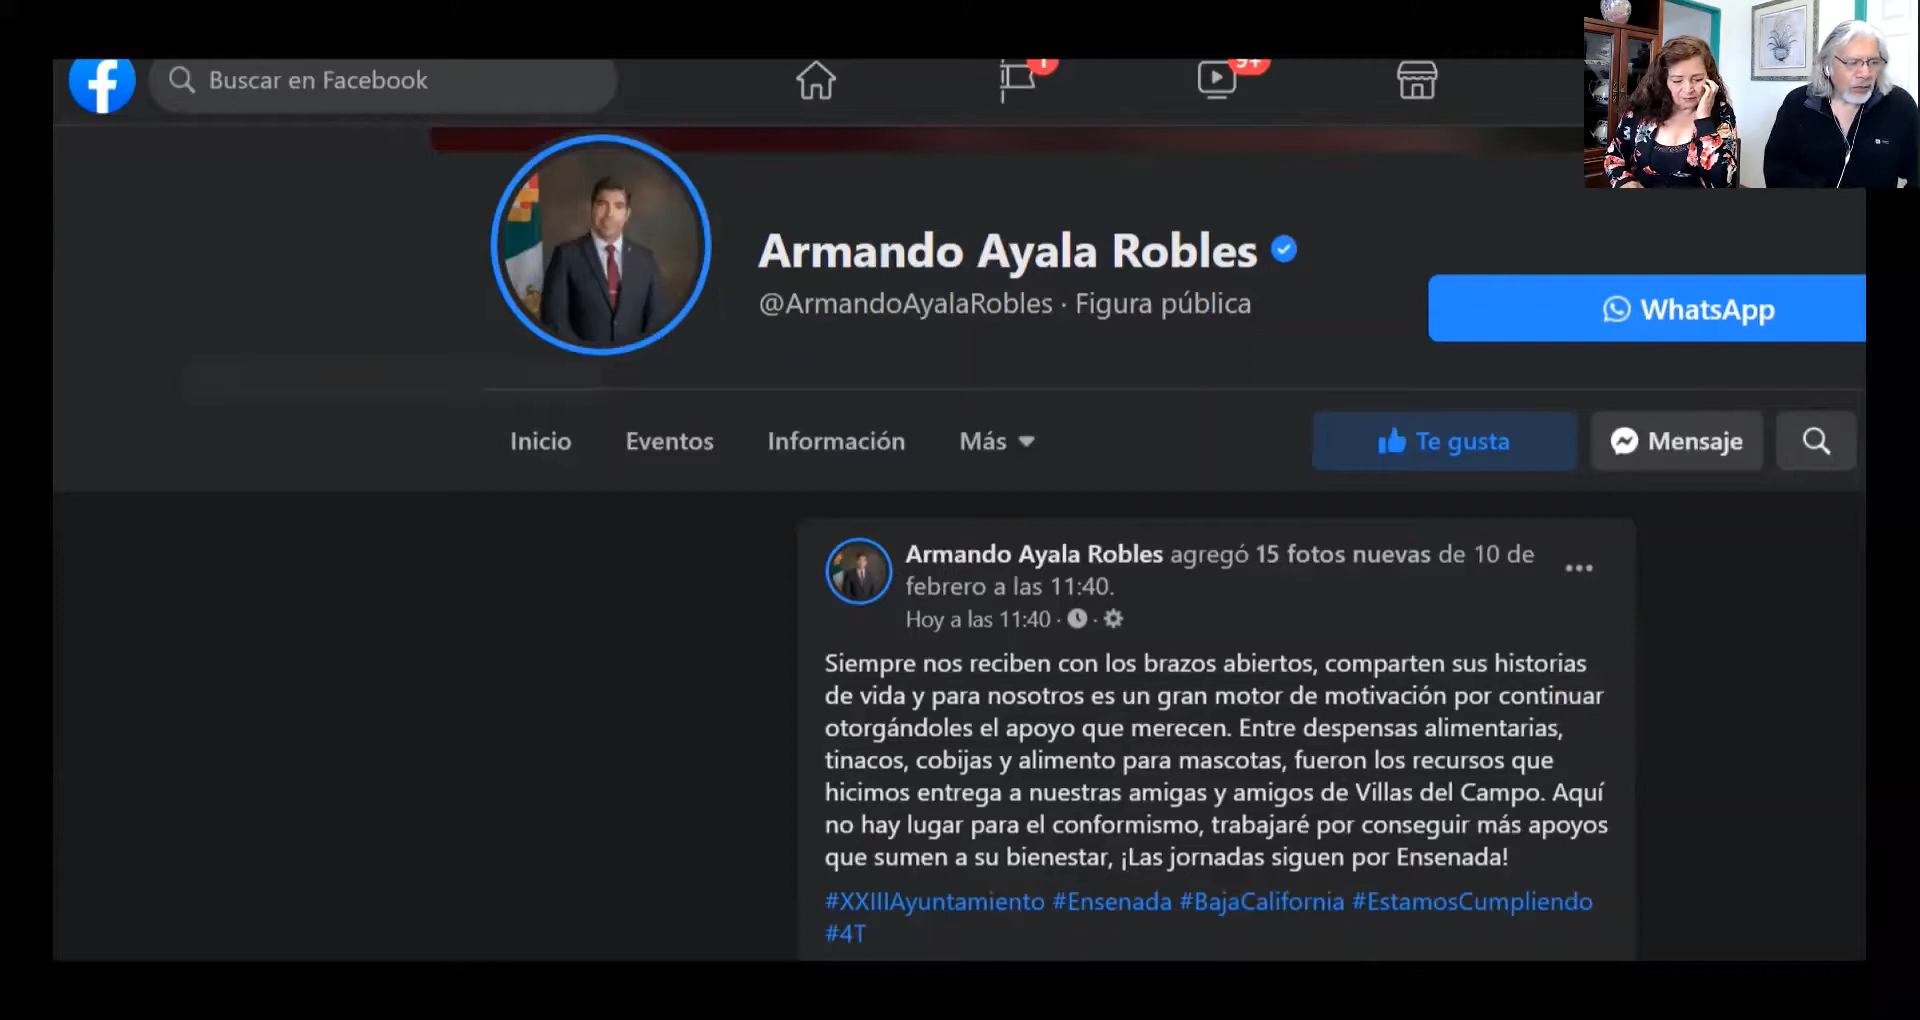 Buscar en Facebook
1
9+
Armando Ayala Robles
@ArmandoAyalaRobles · Figura pública
WhatsApp
Inicio
Eventos
Información
Más
Te gusta
Mensaje
Armando Ayala Robles agregó 15 fotos nuevas de 10 de
febrero a las 11:40.
Hoy a las 11:40 ·
Siempre nos reciben con los brazos abiertos, comparten sus historias
de vida y para nosotros es un gran motor de motivación por continuar
otorgándoles el apoyo que merecen. Entre despensas alimentarias,
tinacos, cobijas y alimento para mascotas, fueron los recursos que
hicimos entrega a nuestras amigas y amigos de Villas del Campo. Aquí
no hay lugar para el conformismo, trabajaré por conseguir más apoyos
que sumen a su bienestar, ¡Las jornadas siguen por Ensenada!
#XXIIIAyuntamiento #Ensenada #BajaCalifornia #EstamosCumpliendo
#4T